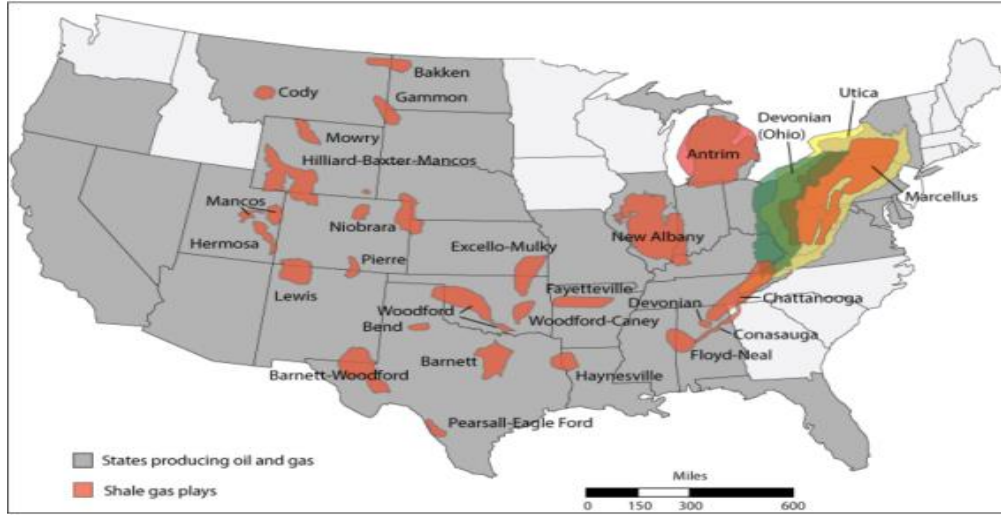 Bakken
Cody
Gammon
Utica
Devonian
(Ohio)
Mowry
Antrim
Hilliard-Baxter-Mancos
Marcellus
Mancos
Niobrara
New Albany
Hermosa
Excello-Mulky
Pierre
Fayetteville
Lewis
Devonian
Chattanooga
Woodford
Woodford-Caney
Bend
Conasauga
Barnett
Floyd-Neal
Barnett-Woodford
Haynesville
Pearsall-Eagle Ford
States producing oil and gas
Shale gas plays
Miles
0 150 300 600